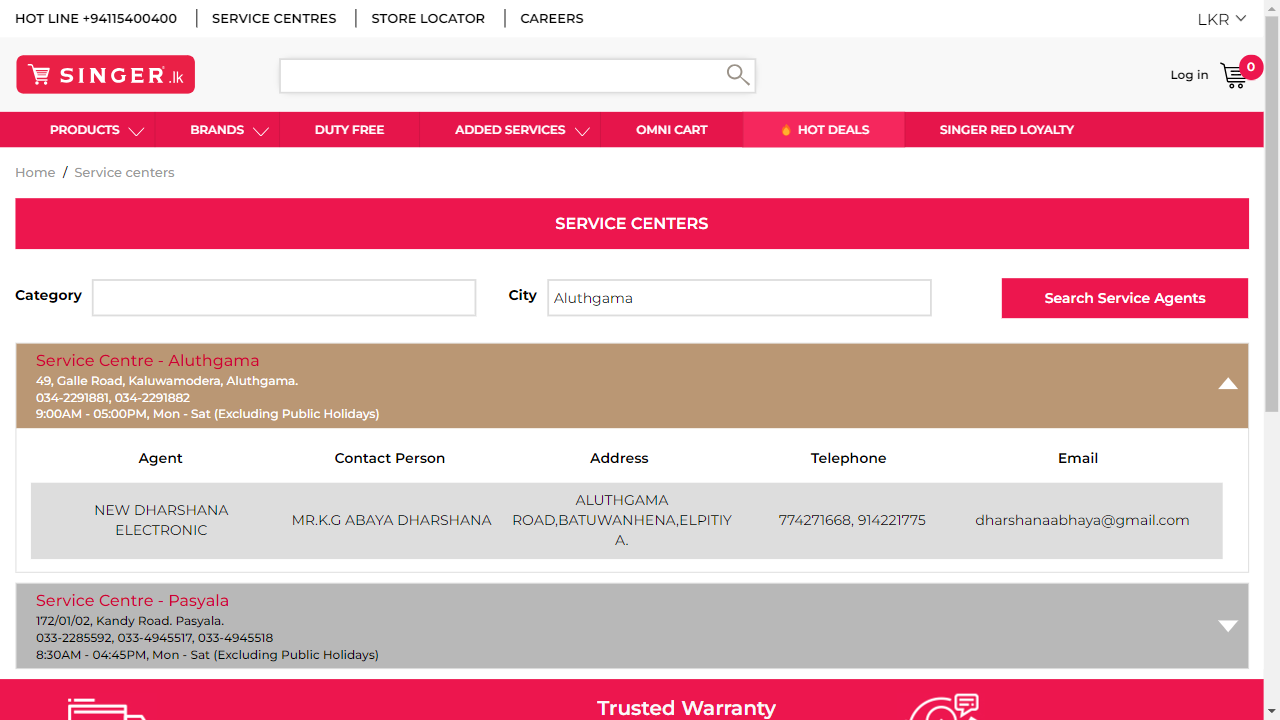 HOT LINE +94115400400 SERVICE CENTRES STORE LOCATOR CAREERS LKR
SINGER.lk Log in 0
PRODUCTS BRANDS DUTY FREE ADDED SERVICES OMNI CART HOT DEALS SINGER RED LOYALTY
Home / Service centers
SERVICE CENTERS
Category City Aluthgama Search Service Agents
Service Centre - Aluthgama
49, Galle Road, Kaluwamodera, Aluthgama.
034-2291881, 034-2291882
9:00AM - 05:00PM, Mon - Sat (Excluding Public Holidays)
Agent Contact Person Address Telephone Email
NEW DHARSHANA
ELECTRONIC
MR.K.G ABAYA DHARSHANA
ALUTHGAMA
ROAD,BATUWANHENA,ELPITIY
A.
774271668, 914221775
dharshanaabhaya@gmail.com
Service Centre - Pasyala
172/01/02, Kandy Road. Pasyala.
033-2285592, 033-4945517, 033-4945518
8:30AM - 04:45PM, Mon - Sat (Excluding Public Holidays)
Trusted Warranty